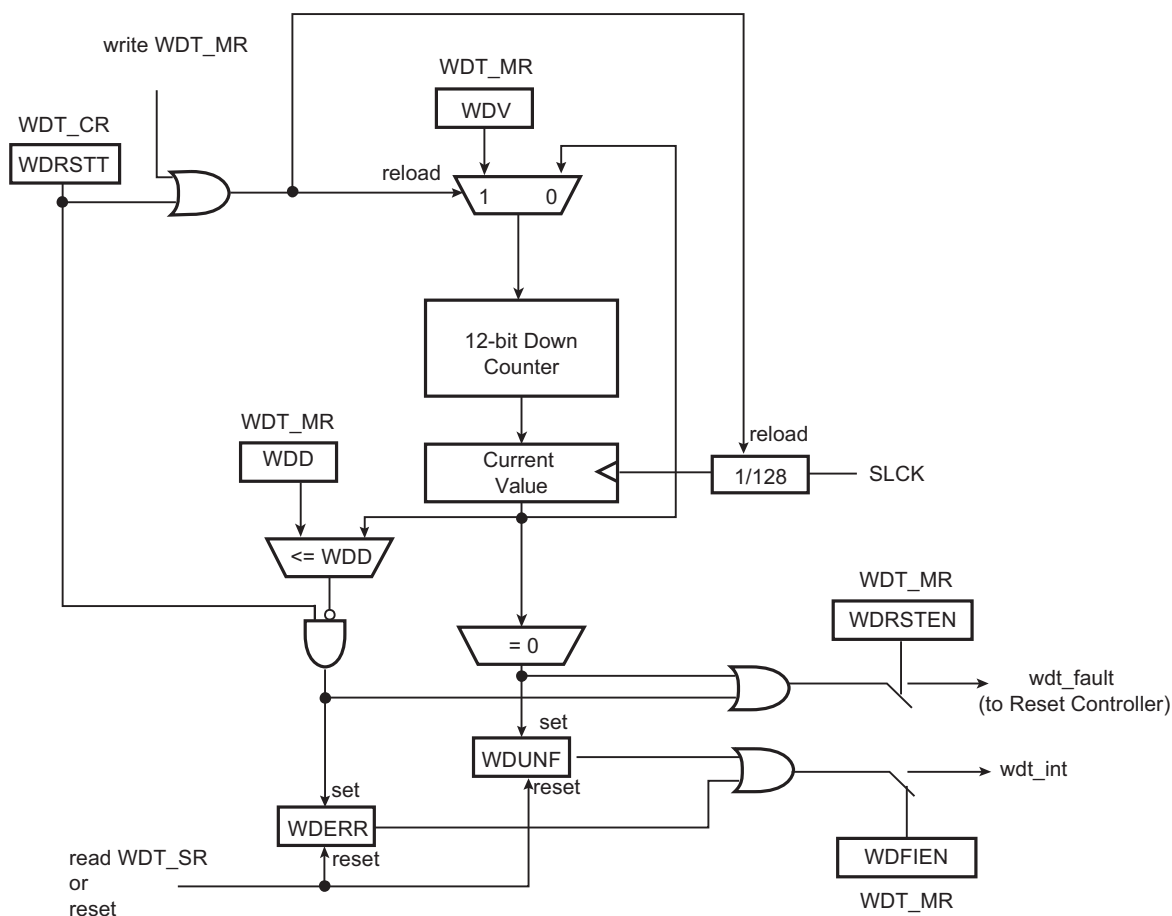 write WDT_MR
WDT_MR
WDV
WDT_CR
WDRSTT
reload
1 0
12-bit Down
Counter
WDT_MR
WDD
reload
Current
Value
1/128
SLCK
<= WDD
WDT_MR
WDRSTEN
= 0
wdt_fault
(to Reset Controller)
set
WDUNF
reset
wdt_int
set
WDERR
reset
WDFIEN
WDT_MR
read WDT_SR
or
reset